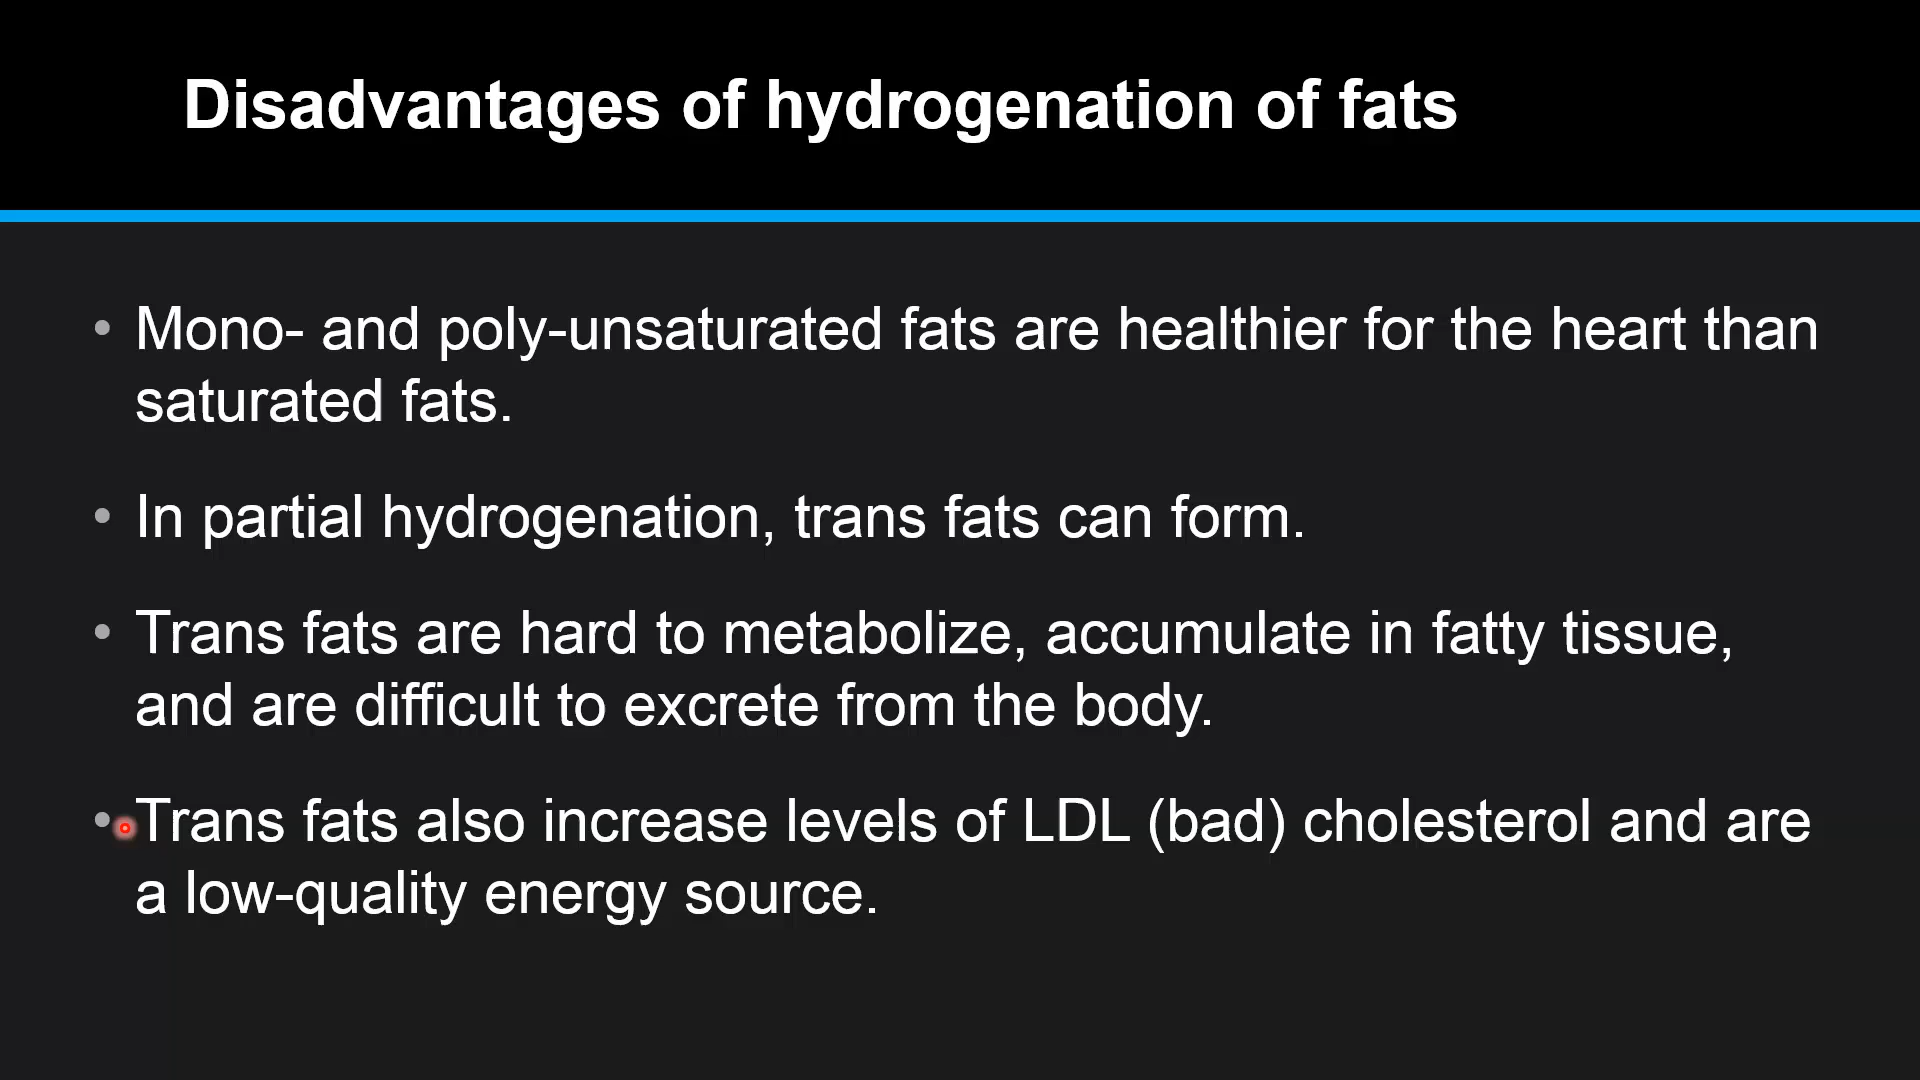 Disadvantages of hydrogenation of fats
• Mono- and poly-unsaturated fats are healthier for the heart than
saturated fats.
• In partial hydrogenation, trans fats can form.
• Trans fats are hard to metabolize, accumulate in fatty tissue,
and are difficult to excrete from the body.
• Trans fats also increase levels of LDL (bad) cholesterol and are
a low-quality energy source.